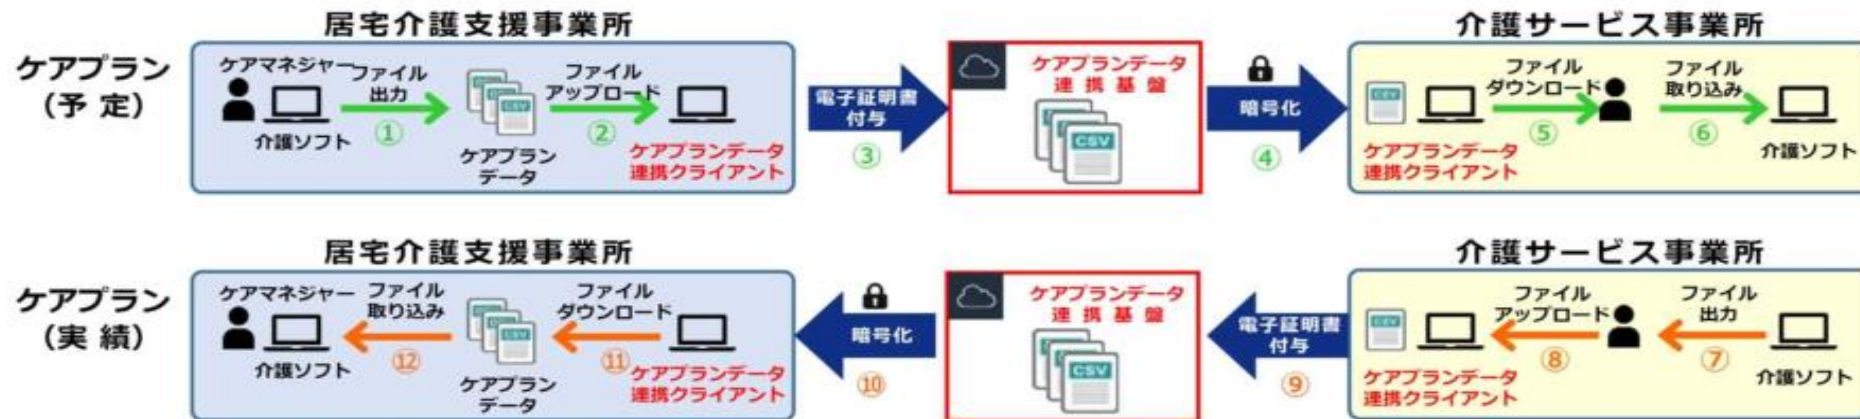 居宅介護支援事業所
介護サービス事業所
ケアプラン
（予 定）
ケアマネジャー
ファイル
出力
①
介護ソフト
ケアプラン
データ
ファイル
アップロード
②
ケアプランデータ
連携クライアント
電子証明書
付与
③
ケアプランデータ
連 携 基 盤
CSV
暗号化
④
CSV
ケアプランデータ
連携クライアント
ファイル
ダウンロード
⑤
ファイル
取り込み
⑥
介護ソフト
居宅介護支援事業所
介護サービス事業所
ケアプラン
（実 績）
ケアマネジャー
ファイル
取り込み
⑫
介護ソフト
CSV
ケアプラン
データ
ファイル
ダウンロード
⑪
ケアプランデータ
連携クライアント
暗号化
⑩
ケアプランデータ
連 携 基 盤
CSV
電子証明書
付与
⑨
CSV
ケアプランデータ
連携クライアント
ファイル
アップロード
⑧
ファイル
出力
⑦
介護ソフト